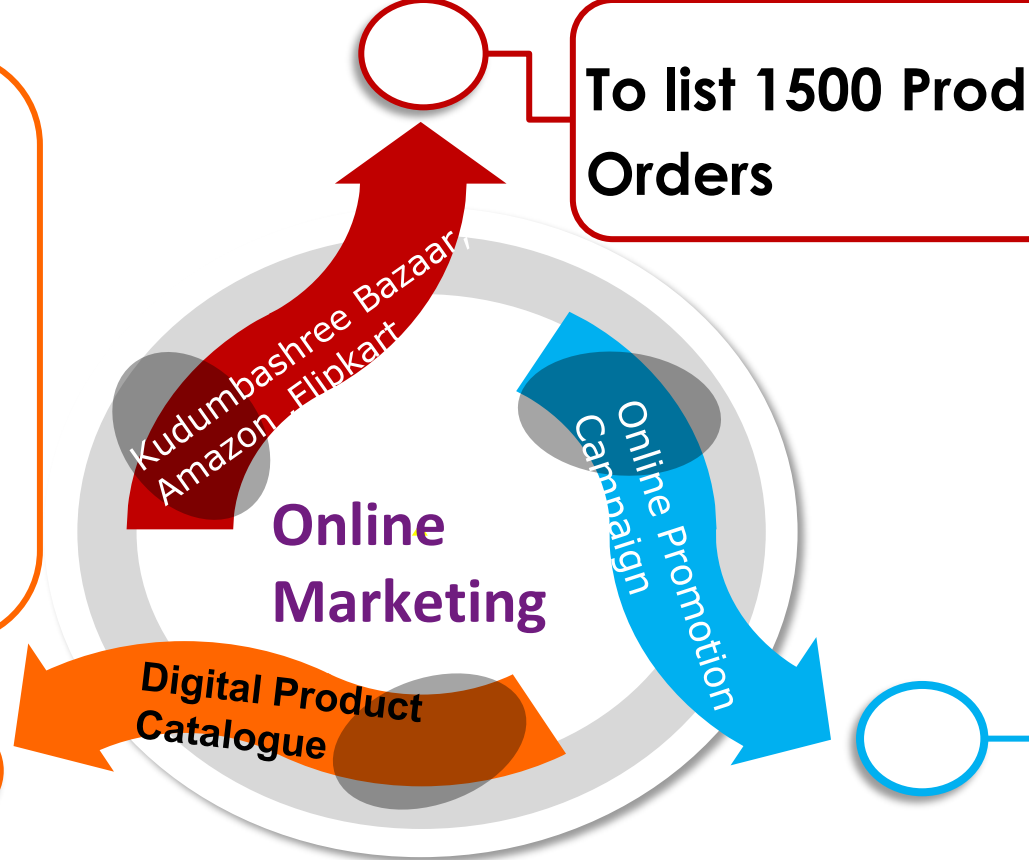 To list 1500 Prod
Orders
Kudumbashree Bazaar,
Amazon ,Flipkart
Online Promotion
Campaign
Online
Marketing
Digital Product
Catalogue